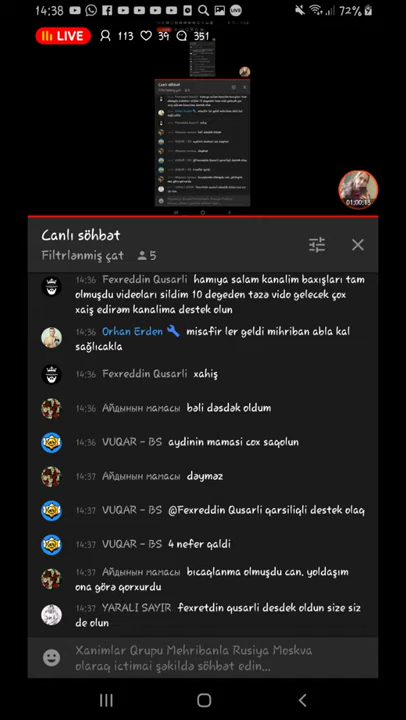 14:38
72%
LIVE 113 39 351
Canlı söhbət
01:00:13
Canlı söhbət
Filtrlənmiş çat 5
14:36 Fexreddin Qusarli hamıya salam kanalim baxışları tam
olmuşdu videoları sildim 10 degeden təzə vido gelecek çox
xaiş edirəm kanalima destek olun
14:36 Orhan Erden misafir ler geldi mihriban abla kal
sağlıcakla
14:36 Fexreddin Qusarli xahiş
14:36 Айдынын мамасы bəli dəsdək oldum
14:36 VUQAR - BS aydinin mamasi cox sagolun
14:37 Айдынын мамасы dəyməz
14:37 VUQAR - BS @Fexreddin Qusarli qarsiliqli destek olaq
14:37 VUQAR - BS 4 nefer qaldi
14:37 Айдынын мамасы bıcaqlanma olmuşdu can. yoldaşım
ona görə qorxurdu
14:37 YARALI SAYIR fexretdin qusarli desdek oldun size siz
de olun
Xanimlar Qrupu Mehribanla Rusiya Moskva
olaraq ictimai şəkildə söhbət edin...